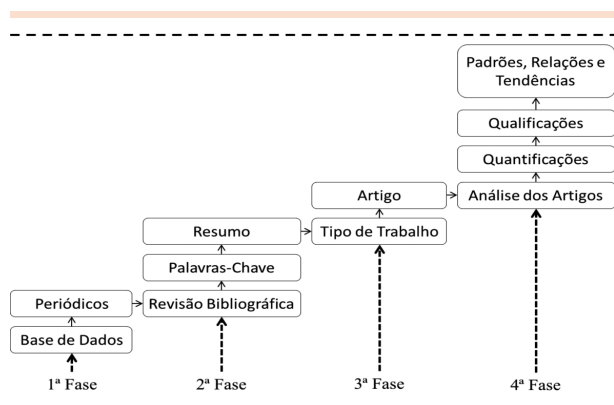 Padrões, Relações e
Tendências
Qualificações
Quantificações
Artigo
Análise dos Artigos
Resumo
Tipo de Trabalho
Palavras-Chave
Periódicos
Revisão Bibliográfica
Base de Dados
1ª Fase
2ª Fase
3ª Fase
4ª Fase